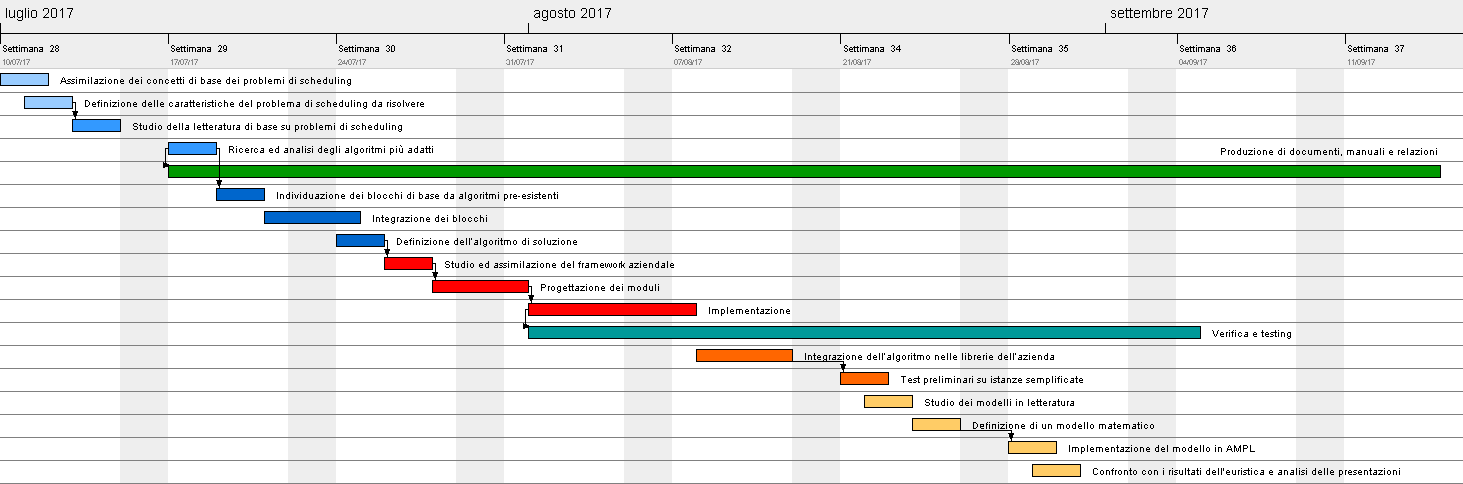 luglio 2017
agosto 2017
settembre 2017
Settimana 28
Settimana 29
Settimana 30
Settimana 31
Settimana 32
Settimana 34
Settimana 35
Settimana 36
Settimana 37
10/07/17
17/07/17
24/07/17
31/07/17
07/08/17
21/08/17
28/08/17
04/09/17
11/09/17
Assimilazione dei concetti di base dei problemi di scheduling
Definizione delle caratteristiche del problema di scheduling da risolvere
Studio della letteratura di base su problemi di scheduling
Ricerca ed analisi degli algoritmi più adatti
Produzione di documenti, manuali e relazioni
Individuazione dei blocchi di base da algoritmi pre-esistenti
Integrazione dei blocchi
Definizione dell'algoritmo di soluzione
Studio ed assimilazione del framework aziendale
Progettazione dei moduli
Implementazione
Verifica e testing
Integrazione dell'algoritmo nelle librerie dell'azienda
Test preliminari su istanze semplificate
Studio dei modelli in letteratura
Definizione di un modello matematico
Implementazione del modello in AMPL
Confronto con i risultati dell'euristica e analisi delle presentazioni